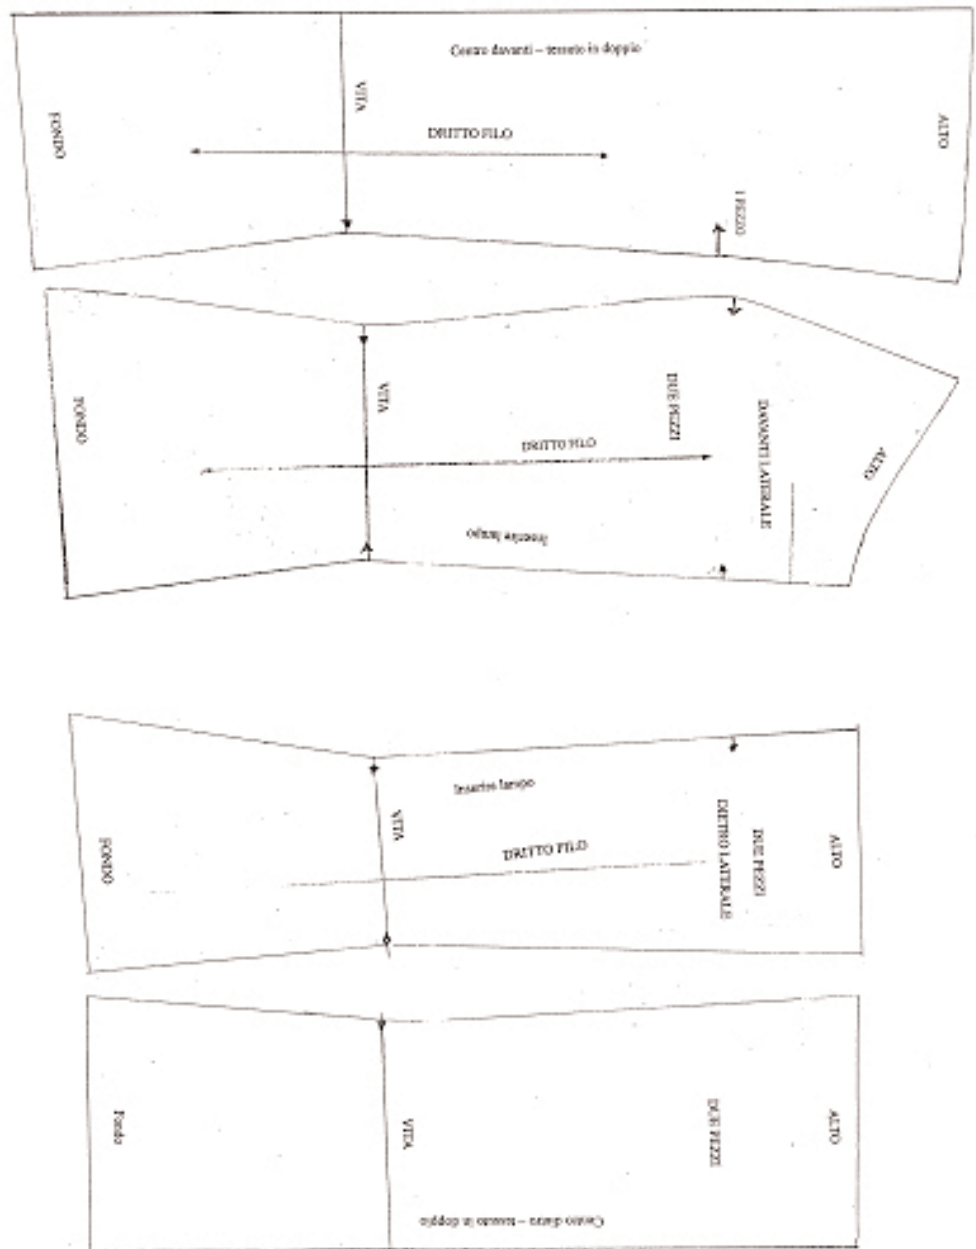 Centro davanti – tessuto in doppio
VITA
FONDO
DRITTO FILO
ALTO
1 PEZZO
FONDO
VITA
DRITTO FILO
DUE PEZZI
DAVANTI LATERALE
ALTO
Inserire lampo
Inserire lampo
FONDO
VITA
DRITTO FILO
DIETRO LATERALE
DUE PEZZI
ALTO
Fondo
VITA
DUE PEZZI
ALTO
Centro dietro – tessuto in doppio